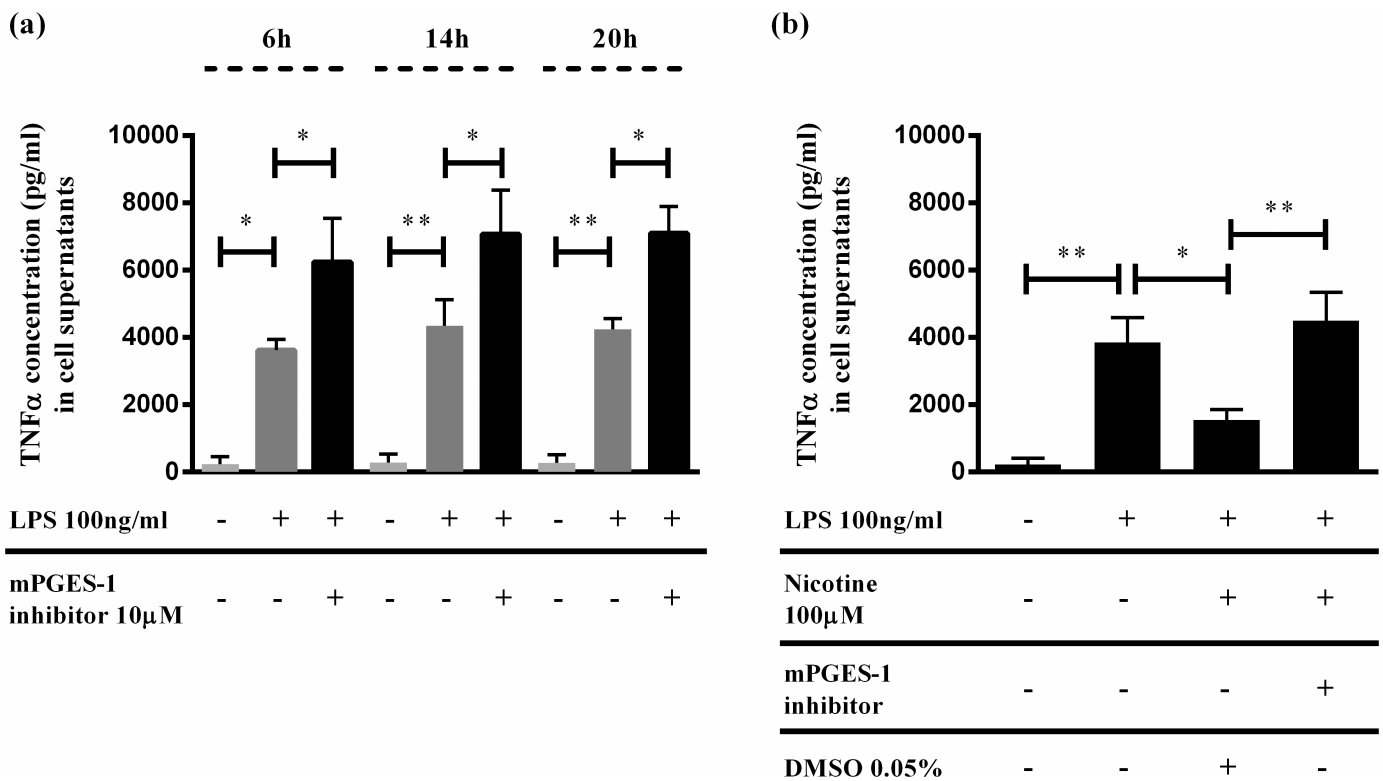 (a)
6h 14h 20h
* * *
* ** **
TNFα concentration (pg/ml)
in cell supernatants
10000
8000
6000
4000
2000
0
LPS 100ng/ml - + + - + + - + +
mPGES-1
inhibitor 10μM - - + - - + - - +
(b)
**
** *
TNFα concentration (pg/ml)
in cell supernatants
10000
8000
6000
4000
2000
0
LPS 100ng/ml - + + +
Nicotine
100μM - - + +
mPGES-1
inhibitor - - - +
DMSO 0.05% - - + -